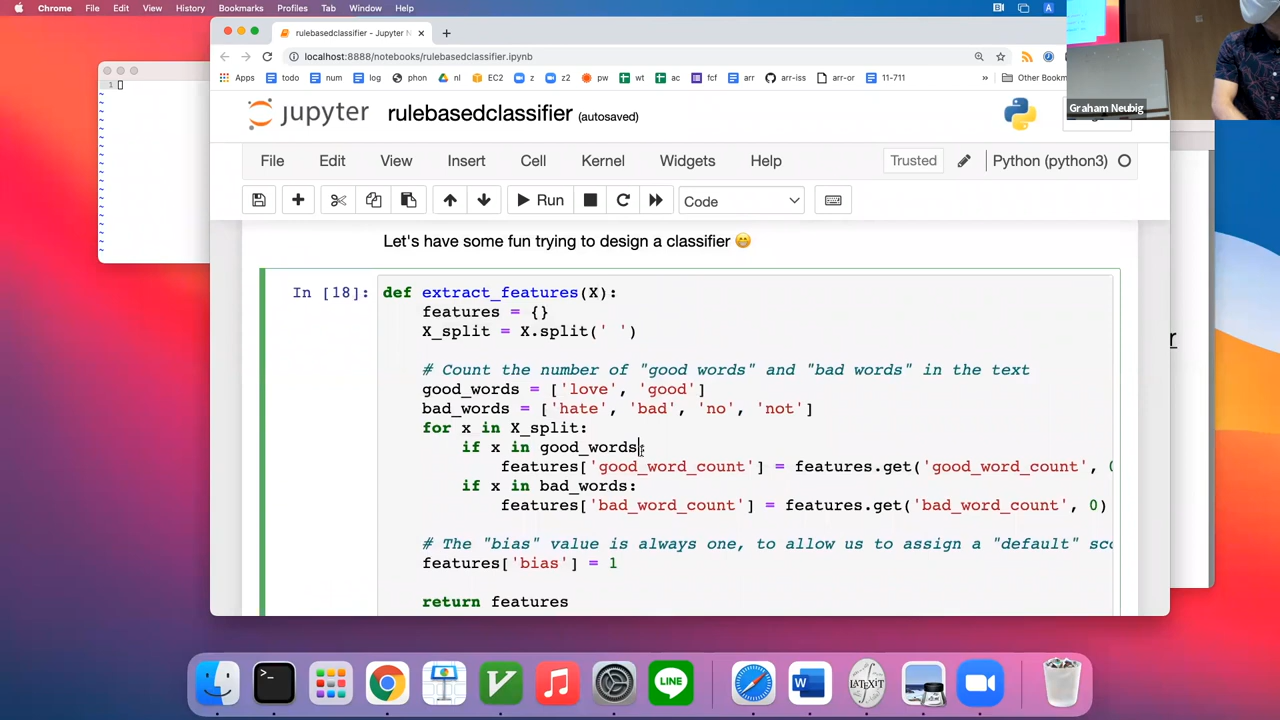 Chrome File Edit View History Bookmarks Profiles Tab Window Help
rulebasedclassifier - Jupyter N
localhost:8888/notebooks/rulebasedclassifier.ipynb
Apps todo num log phon nl EC2 z z2 pw wt ac fcf arr arr-iss arr-or 11-711 » Other Bookm
Graham Neubig
jupyter rulebasedclassifier (autosaved)
File Edit View Insert Cell Kernel Widgets Help Trusted Python (python3)
Run Code
1
Let's have some fun trying to design a classifier 😁
In [18]: def extract_features(X):
features = {}
X_split = X.split(' ')
# Count the number of "good words" and "bad words" in the text
good_words = ['love', 'good']
bad_words = ['hate', 'bad', 'no', 'not']
for x in X_split:
if x in good_words:
features['good_word_count'] = features.get('good_word_count', 0
if x in bad_words:
features['bad_word_count'] = features.get('bad_word_count', 0)
# The "bias" value is always one, to allow us to assign a "default" sco
features['bias'] = 1
return features
LINE
LaTeXiT